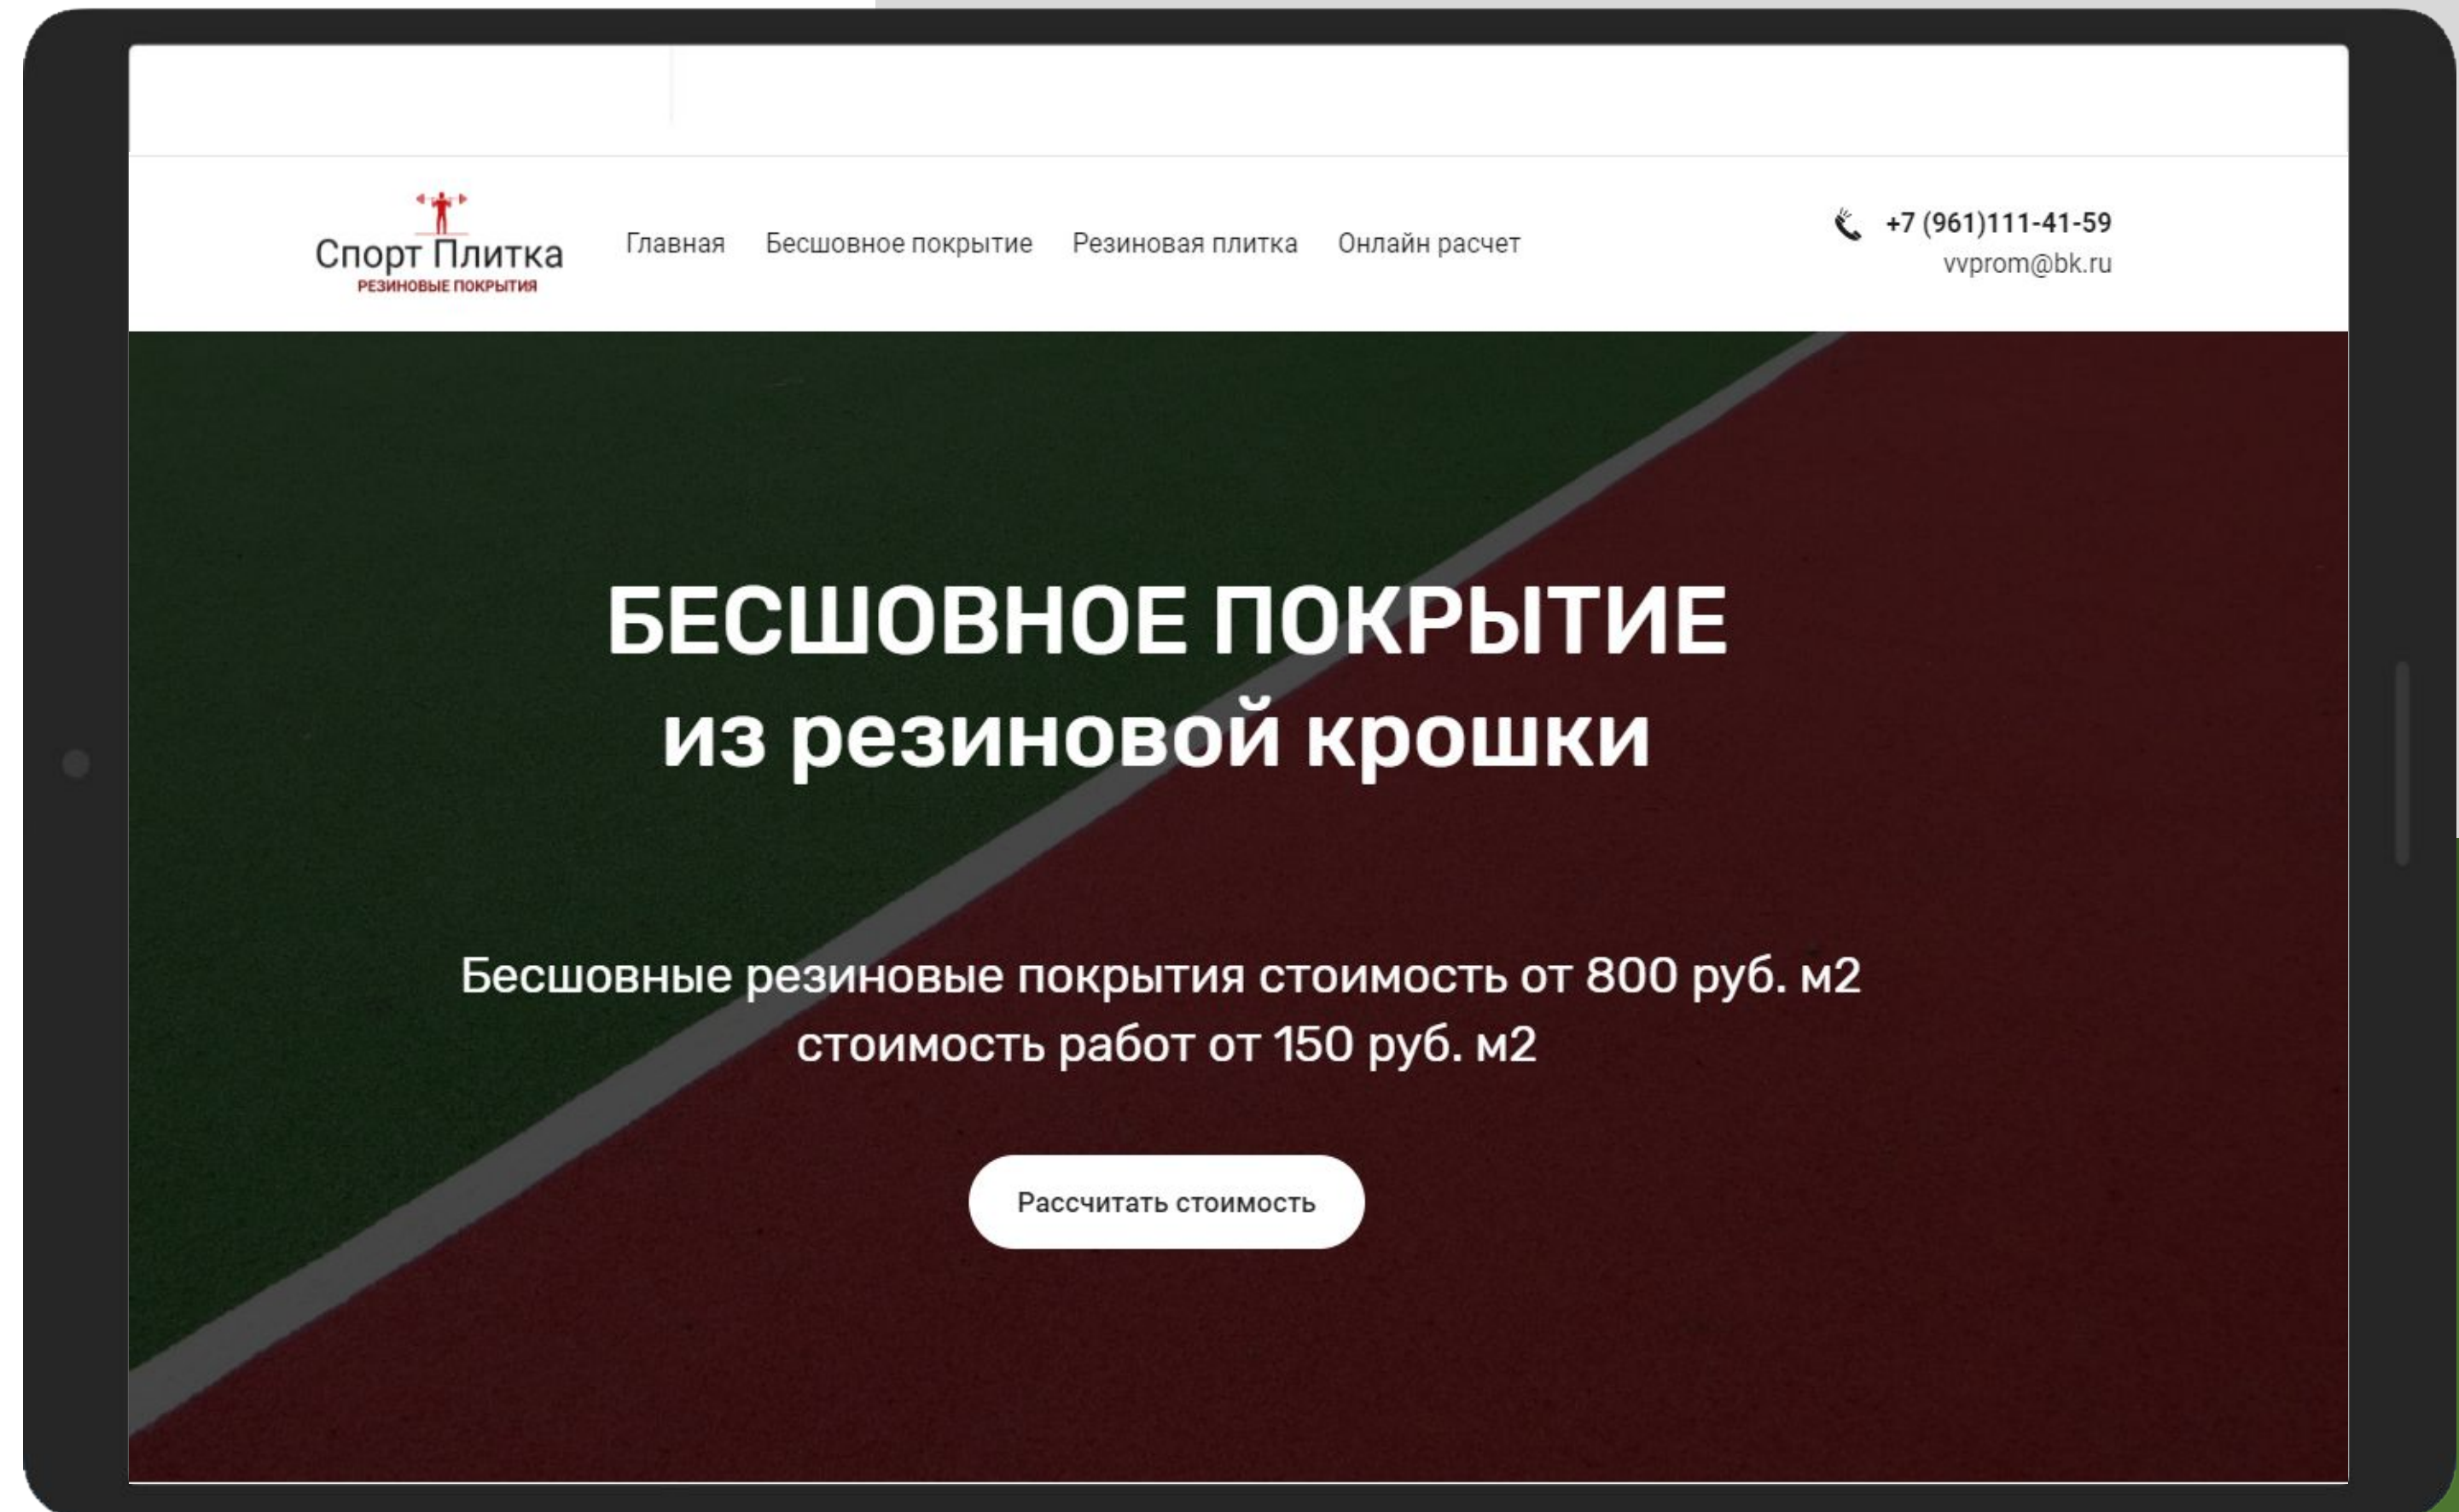 Спорт Плитка
РЕЗИНОВЫЕ ПОКРЫТИЯ
Главная
Бесшовное покрытие
Резиновая плитка
Онлайн расчет
+7 (961)111-41-59
vvprom@bk.ru
БЕСШОВНОЕ ПОКРЫТИЕ
из резиновой крошки
Бесшовные резиновые покрытия стоимость от 800 руб. м2
стоимость работ от 150 руб. м2
Рассчитать стоимость